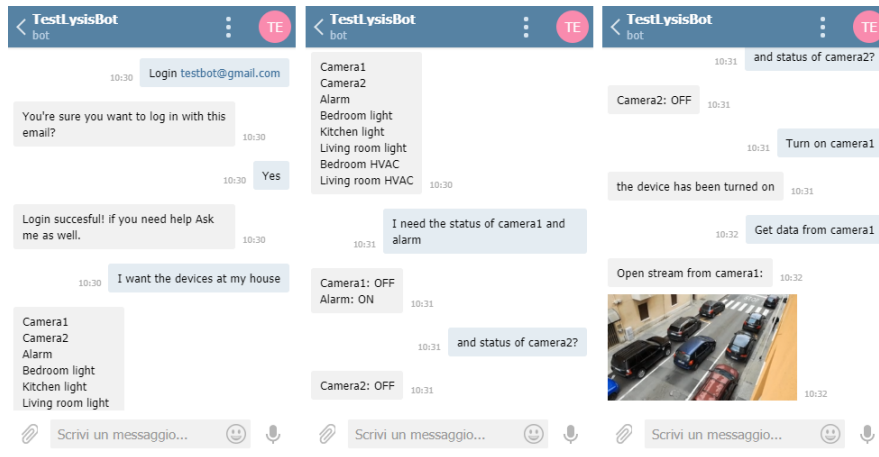 TestLysisBot
bot
TE
10:30 Login testbot@gmail.com
You're sure you want to log in with this
email?
10:30
10:30 Yes
Login succesful! if you need help Ask
me as well.
10:30
10:30 I want the devices at my house
Camera1
Camera2
Alarm
Bedroom light
Kitchen light
Living room light
Scrivi un messaggio...
TestLysisBot
bot
TE
Camera1
Camera2
Alarm
Bedroom light
Kitchen light
Living room light
Bedroom HVAC
Living room HVAC 10:30
I need the status of camera1 and
10:31 alarm
Camera1: OFF
Alarm: ON
10:31
10:31 and status of camera2?
Camera2: OFF 10:31
Scrivi un messaggio...
TestLysisBot
bot
TE
10:31 and status of camera2?
Camera2: OFF 10:31
10:31 Turn on camera1
the device has been turned on 10:31
10:32 Get data from camera1
Open stream from camera1: 10:32
10:32
Scrivi un messaggio...